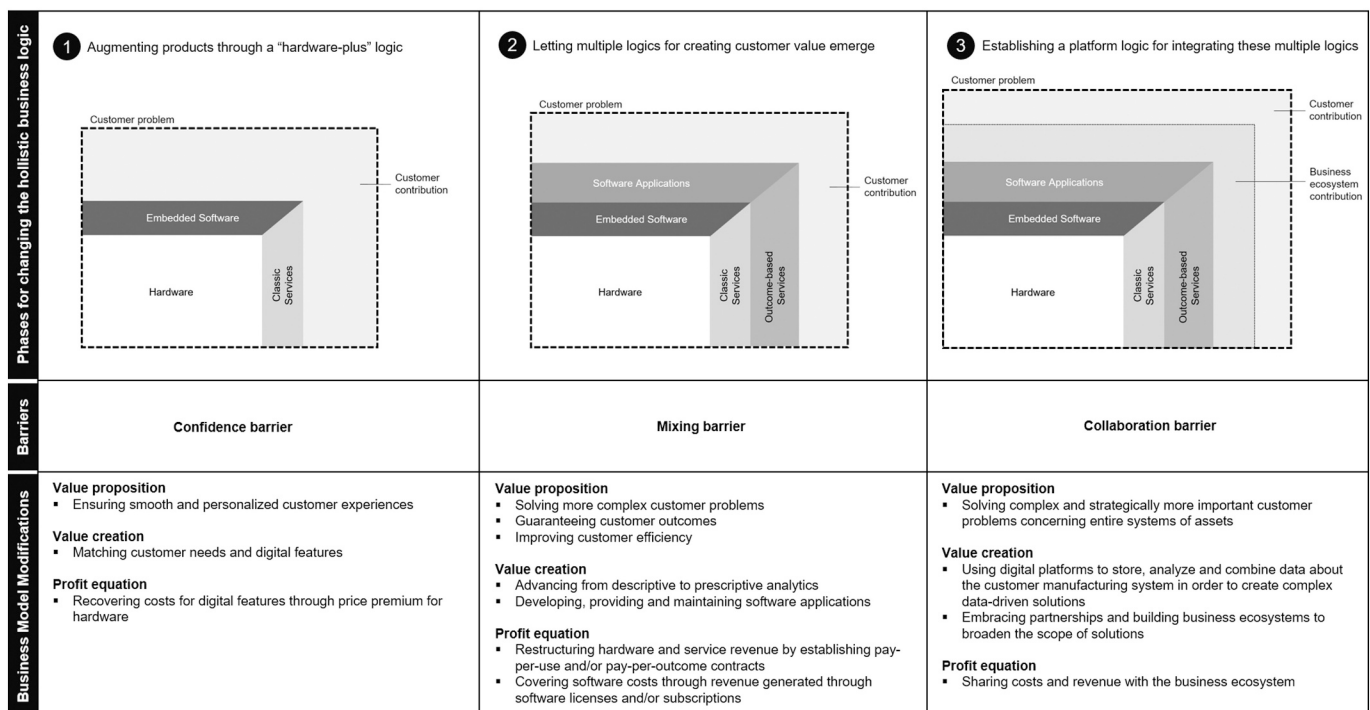 Phases for changing the hollistic business logic
1 Augmenting products through a "hardware-plus" logic
Customer problem
Customer
contribution
Embedded Software
Hardware
Classic
Services
2 Letting multiple logics for creating customer value emerge
Customer problem
Customer
contribution
Software Applications
Embedded Software
Hardware
Classic
Services
Outcome-based
Services
3 Establishing a platform logic for integrating these multiple logics
Customer problem
Customer
contribution
Business
ecosystem
contribution
Software Applications
Embedded Software
Hardware
Classic
Services
Outcome-based
Services
Barriers
Confidence barrier
Mixing barrier
Collaboration barrier
Business Model Modifications
Value proposition
▪ Ensuring smooth and personalized customer experiences
Value creation
▪ Matching customer needs and digital features
Profit equation
▪ Recovering costs for digital features through price premium for
hardware
Value proposition
▪ Solving more complex customer problems
▪ Guaranteeing customer outcomes
▪ Improving customer efficiency
Value creation
▪ Advancing from descriptive to prescriptive analytics
▪ Developing, providing and maintaining software applications
Profit equation
▪ Restructuring hardware and service revenue by establishing pay-
per-use and/or pay-per-outcome contracts
▪ Covering software costs through revenue generated through
software licenses and/or subscriptions
Value proposition
▪ Solving complex and strategically more important customer
problems concerning entire systems of assets
Value creation
▪ Using digital platforms to store, analyze and combine data about
the customer manufacturing system in order to create complex
data-driven solutions
▪ Embracing partnerships and building business ecosystems to
broaden the scope of solutions
Profit equation
▪ Sharing costs and revenue with the business ecosystem